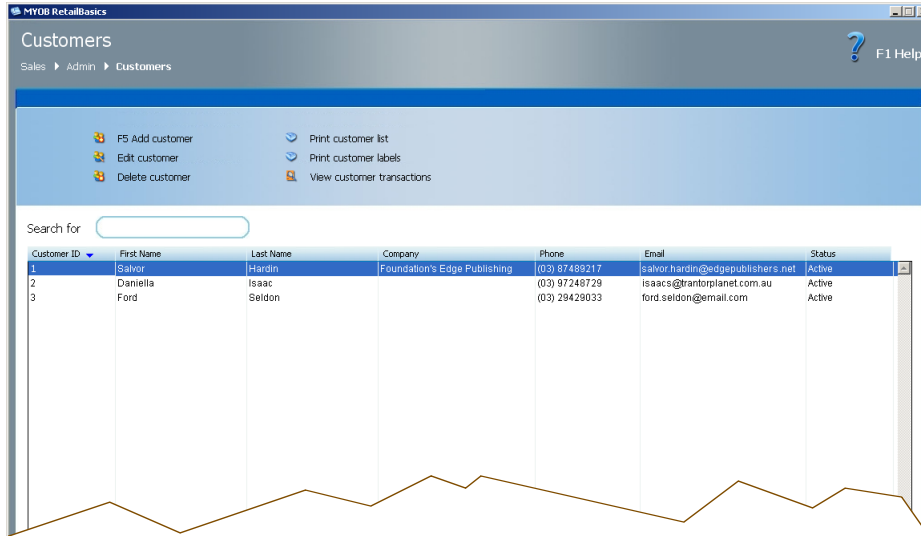 MYOB RetailBasics
Customers
F1 Help
Sales Admin Customers
F5 Add customer Print customer list
Edit customer Print customer labels
Delete customer View customer transactions
Search for
Customer ID First Name Last Name Company Phone Email Status
1 Salvor Hardin Foundation's Edge Publishing (03) 87489217 salvor.hardin@edgepublishers.net Active
2 Daniella Isaac (03) 97248729 isaacs@trantorplanet.com.au Active
3 Ford Seldon (03) 29429033 ford.seldon@email.com Active